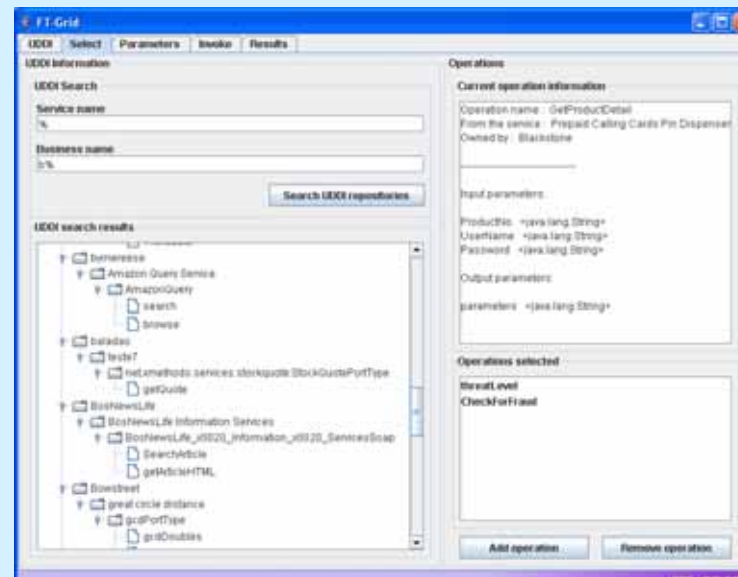 FT-Grid
UDDI Select Parameters Invoke Results
UDDI Information
UDDI Search
Service name
%
Business name
b%
Search UDDI repositories
UDDI search results
bymereese
Amazon Query Service
AmazonQuery
search
browse
baladas
teste7
net.xmethods.services.stockquote.StockQuotePortType
getQuote
BosNewsLife
BosNewsLife Information Services
BosNewsLife_x0020_Information_x0020_ServicesSoap
SearchArticle
getArticleHTML
Bowstreet
great circle distance
gcdPortType
gcdDoubles
Operations
Current operation information
Operation name : GetProductDetail
From the service : Prepaid Calling Cards Pin Dispenser
Owned by : Blackstone
Input parameters:
ProductNo <java.lang.String>
UserName <java.lang.String>
Password <java.lang.String>
Output parameters:
parameters <java.lang.String>
Operations selected
threatLevel
CheckForFraud
Add operation Remove operation